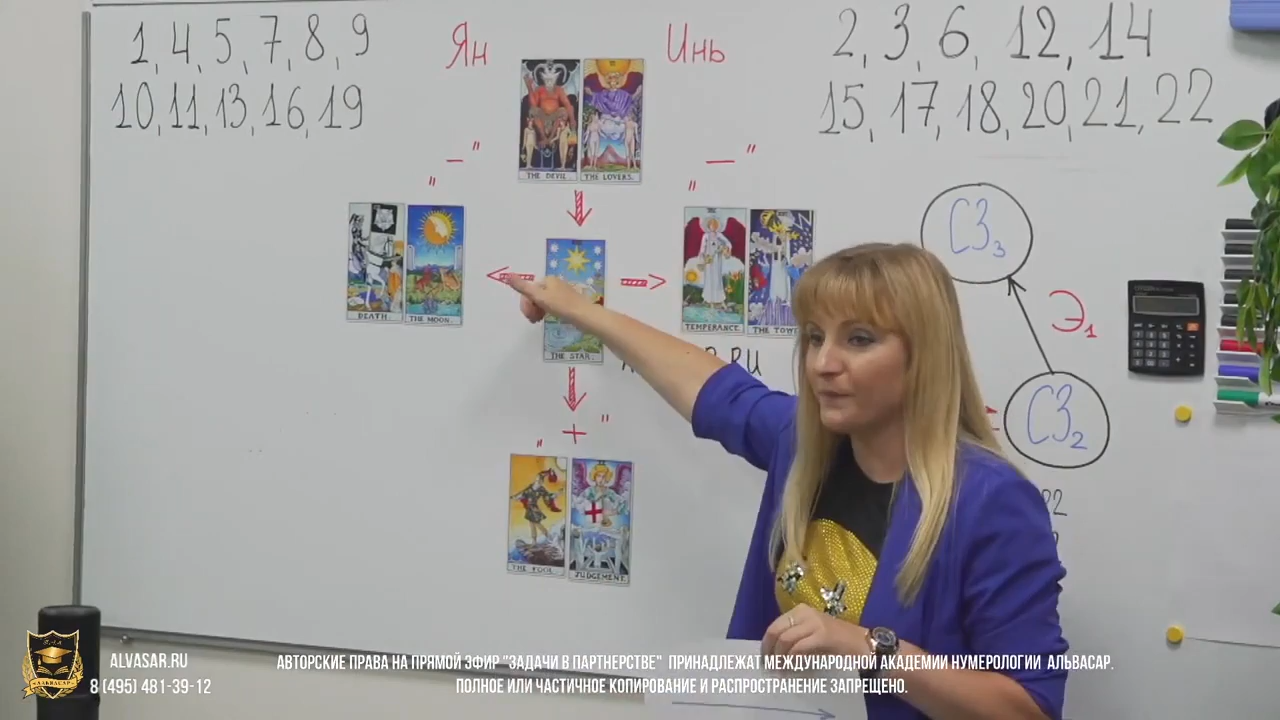 1, 4, 5, 7, 8, 9
10, 11, 13, 16, 19
Ян
Инь
2, 3, 6, 12, 14
15, 17, 18, 20, 21, 22
THE DEVIL.
THE LOVERS.
"–"
"–"
DEATH.
THE MOON.
THE STAR.
TEMPERANCE.
THE TOW
.RU
СЗ₃
Э₁
СЗ₂
"+"
THE FOOL.
JUDGEMENT.
АЛЬВАСАР
ALVASAR.RU
8 (495) 481-39-12
АВТОРСКИЕ ПРАВА НА ПРЯМОЙ ЭФИР "ЗАДАЧИ В ПАРТНЕРСТВЕ" ПРИНАДЛЕЖАТ МЕЖДУНАРОДНОЙ АКАДЕМИИ НУМЕРОЛОГИИ АЛЬВАСАР.
ПОЛНОЕ ИЛИ ЧАСТИЧНОЕ КОПИРОВАНИЕ И РАСПРОСТРАНЕНИЕ ЗАПРЕЩЕНО.